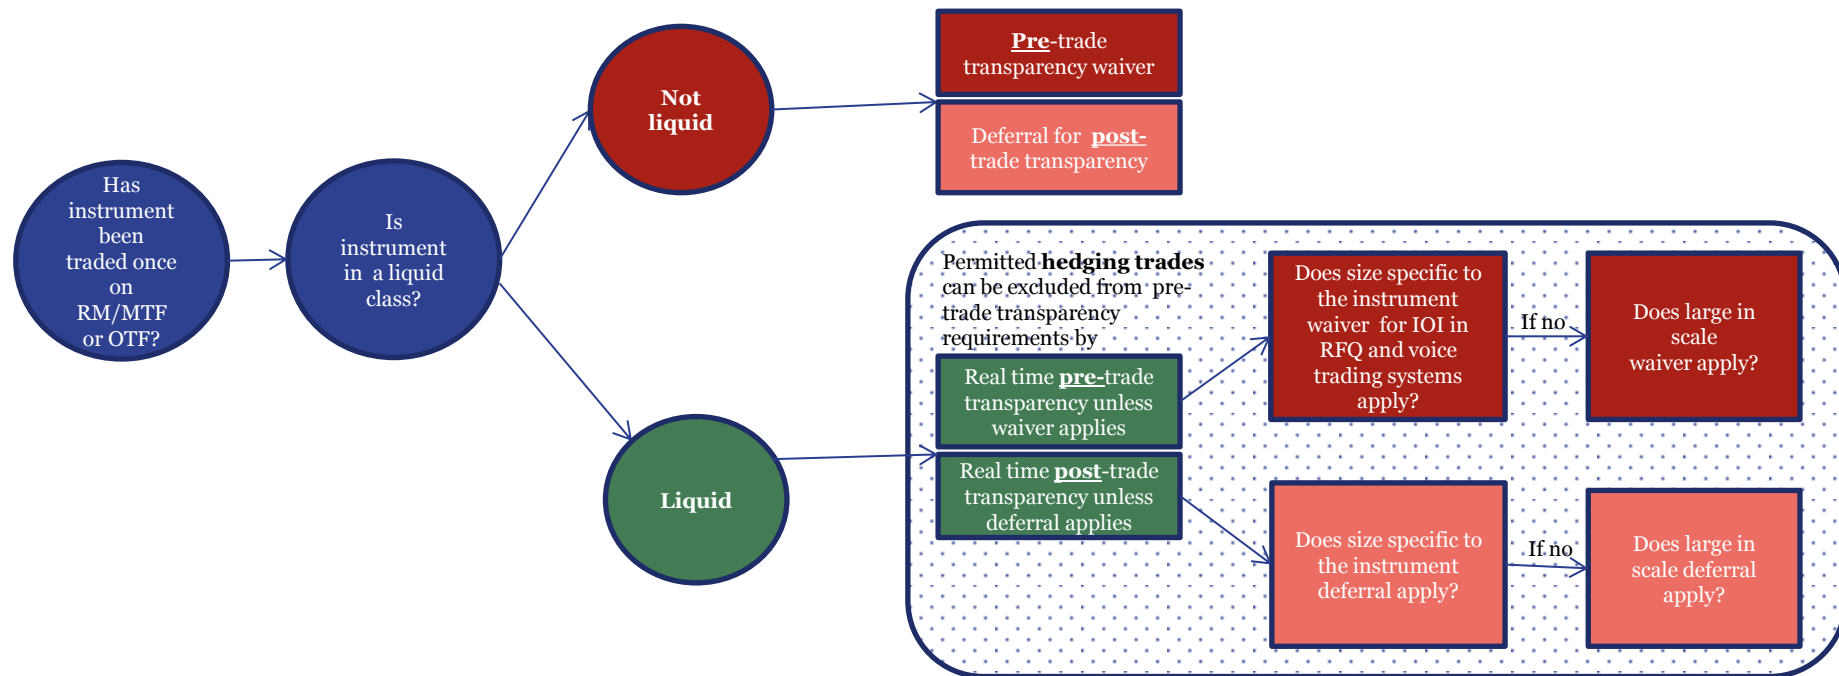 Has
instrument
been
traded once
on
RM/MTF
or OTF?
Is
instrument
in a liquid
class?
Not
liquid
Pre-trade
transparency waiver
Deferral for post-
trade transparency
Liquid
Permitted hedging trades
can be excluded from pre-
trade transparency
requirements by
Real time pre-trade
transparency unless
waiver applies
Real time post-trade
transparency unless
deferral applies
Does size specific to
the instrument
waiver for IOI in
RFQ and voice
trading systems
apply?
If no
Does large in
scale
waiver apply?
Does size specific to
the instrument
deferral apply?
If no
Does large in
scale deferral
apply?